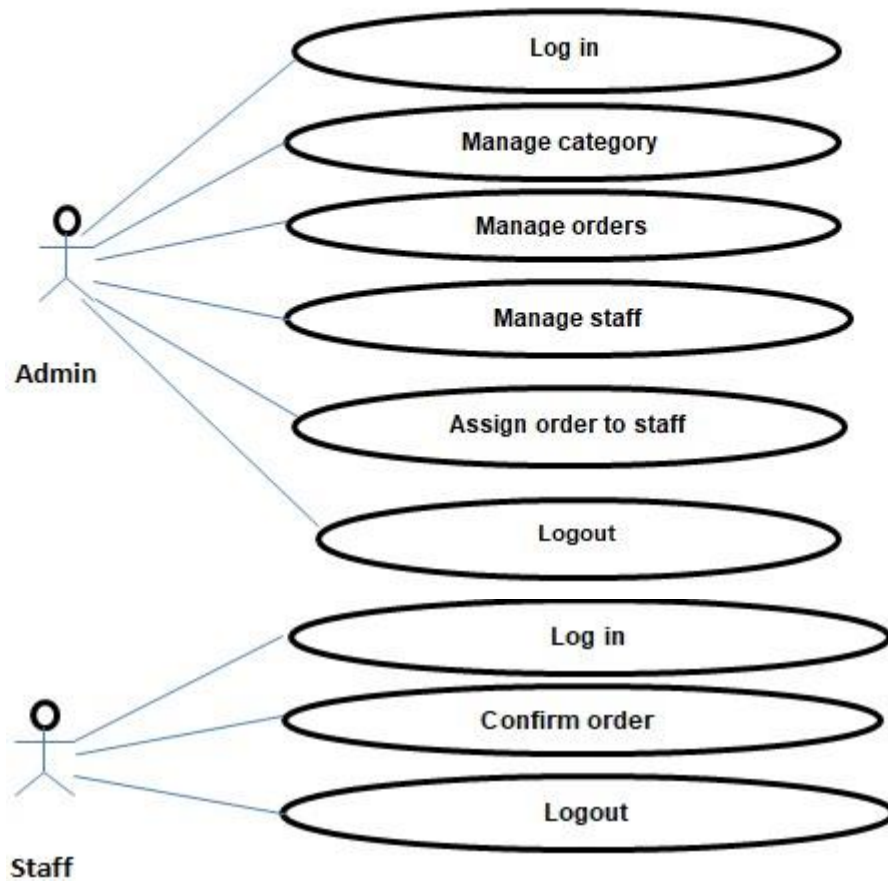 Log in
Manage category
Manage orders
Manage staff
Admin
Assign order to staff
Logout
Log in
Confirm order
Logout
Staff